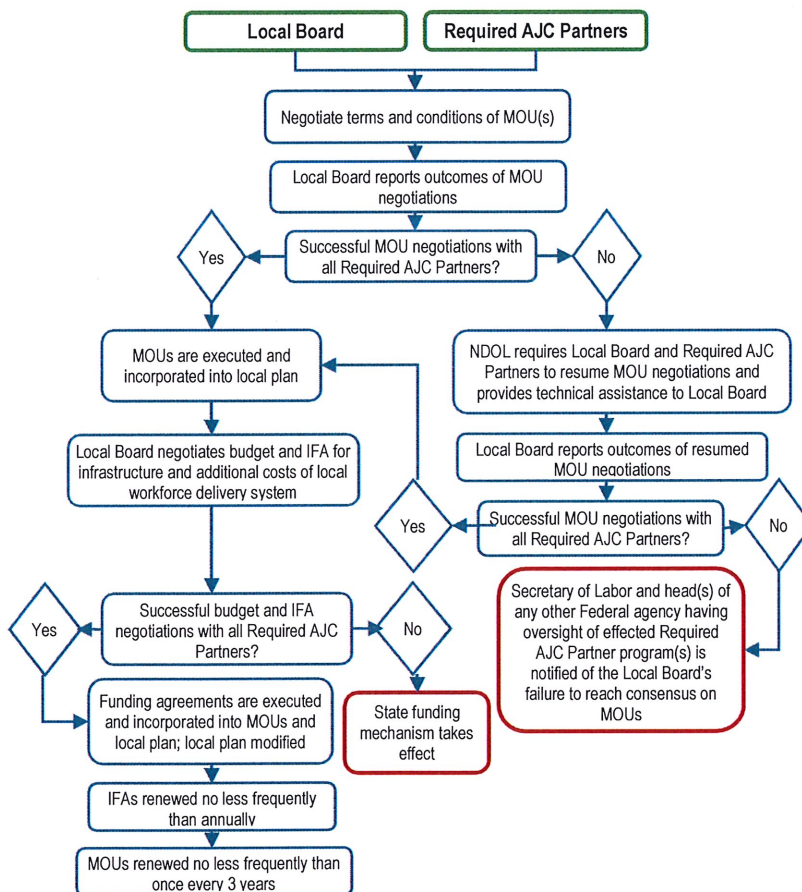 Local Board
Required AJC Partners
Negotiate terms and conditions of MOU(s)
Local Board reports outcomes of MOU
negotiations
Yes
Successful MOU negotiations with
all Required AJC Partners?
No
MOUs are executed and
incorporated into local plan
NDOL requires Local Board and Required AJC
Partners to resume MOU negotiations and
provides technical assistance to Local Board
Local Board negotiates budget and IFA for
infrastructure and additional costs of local
workforce delivery system
Local Board reports outcomes of resumed
MOU negotiations
Yes
Successful MOU negotiations with
all Required AJC Partners?
No
Yes
Successful budget and IFA
negotiations with all Required AJC
Partners?
No
Secretary of Labor and head(s) of
any other Federal agency having
oversight of effected Required
AJC Partner program(s) is
notified of the Local Board's
failure to reach consensus on
MOUs
Funding agreements are executed
and incorporated into MOUs and
local plan; local plan modified
State funding
mechanism takes
effect
IFAs renewed no less frequently
than annually
MOUs renewed no less frequently than
once every 3 years